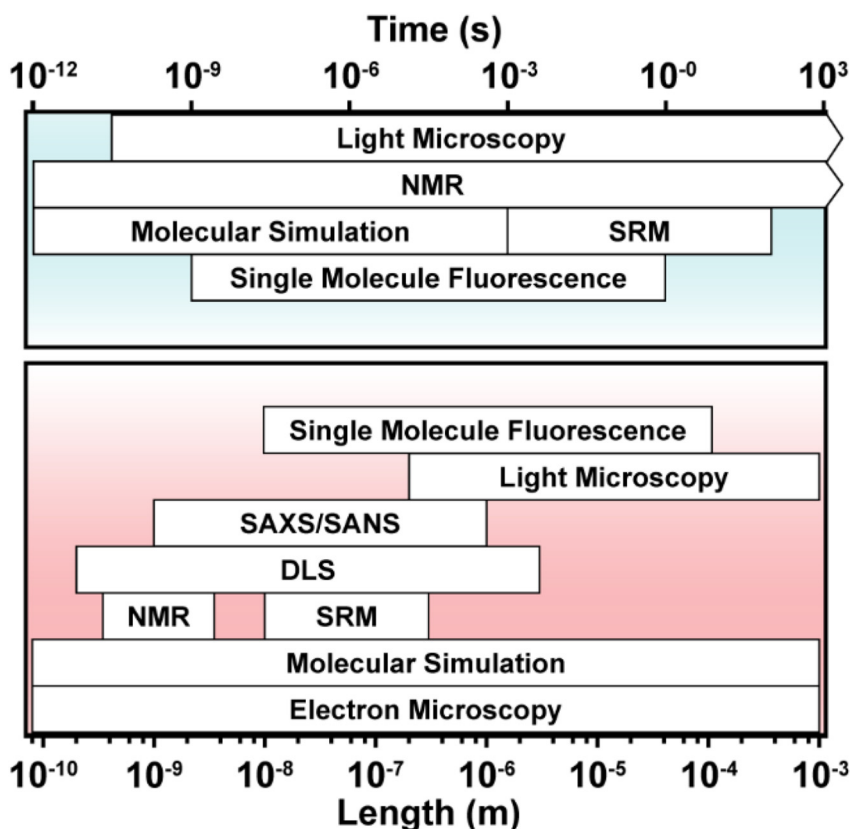 Time (s)
10^-12 10^-9 10^-6 10^-3 10^-0 10^3
Light Microscopy
NMR
Molecular Simulation SRM
Single Molecule Fluorescence
Single Molecule Fluorescence
Light Microscopy
SAXS/SANS
DLS
NMR SRM
Molecular Simulation
Electron Microscopy
10^-10 10^-9 10^-8 10^-7 10^-6 10^-5 10^-4 10^-3
Length (m)